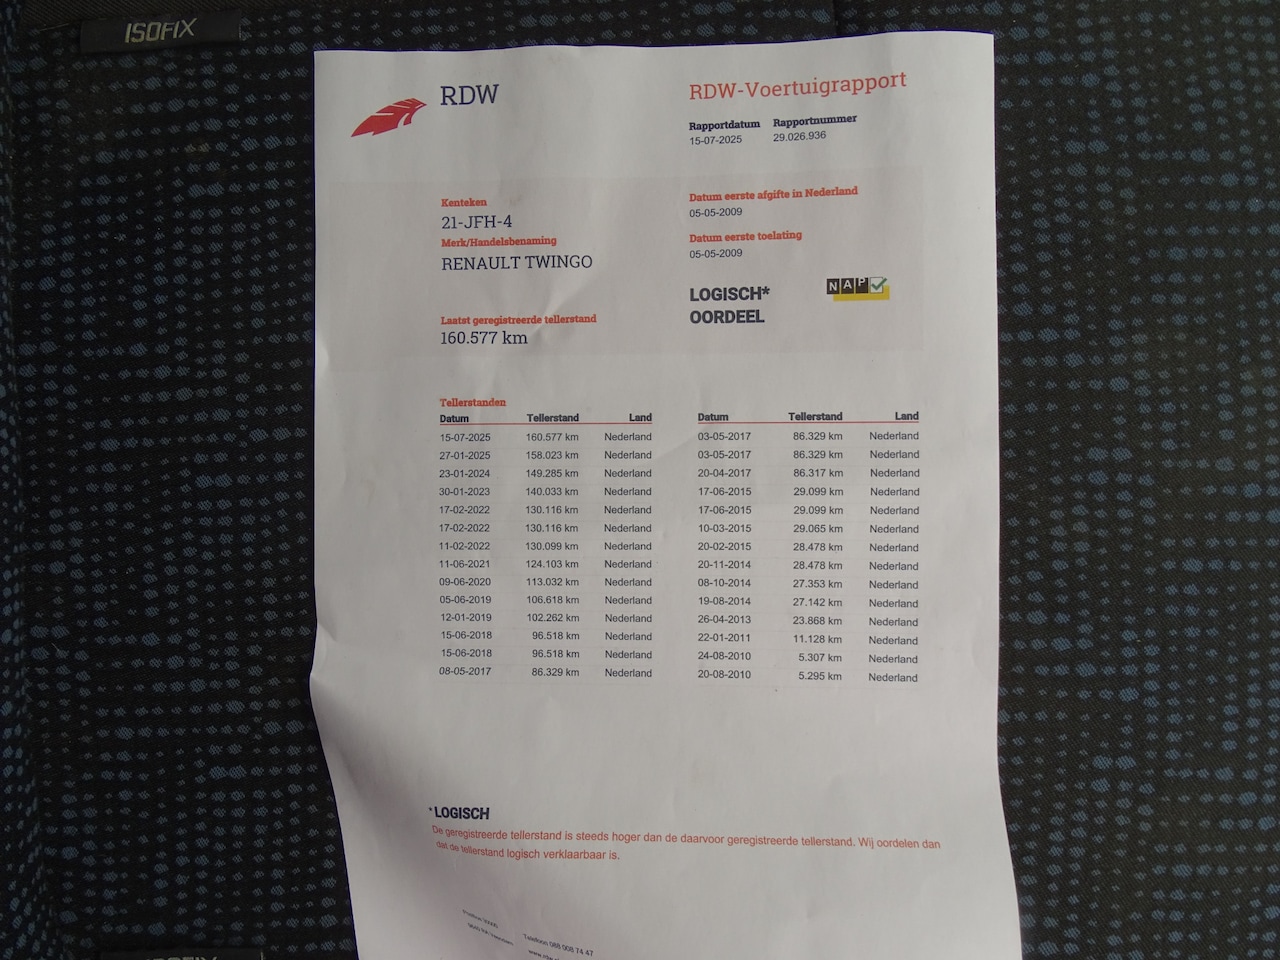 ISOFIX
RDW
RDW-Voertuigrapport
Rapportdatum Rapportnummer
15-07-2025 29.026.936
Kenteken
21-JFH-4
Merk/Handelsbenaming
RENAULT TWINGO
Datum eerste afgifte in Nederland
05-05-2009
Datum eerste toelating
05-05-2009
LOGISCH*
OORDEEL
NAP
Laatst geregistreerde tellerstand
160.577 km
Tellerstanden
Datum Tellerstand Land
15-07-2025 160.577 km Nederland
27-01-2025 158.023 km Nederland
23-01-2024 149.285 km Nederland
30-01-2023 140.033 km Nederland
17-02-2022 130.116 km Nederland
17-02-2022 130.116 km Nederland
11-02-2022 130.099 km Nederland
11-06-2021 124.103 km Nederland
09-06-2020 113.032 km Nederland
05-06-2019 106.618 km Nederland
12-01-2019 102.262 km Nederland
15-06-2018 96.518 km Nederland
15-06-2018 96.518 km Nederland
08-05-2017 86.329 km Nederland
Datum Tellerstand Land
03-05-2017 86.329 km Nederland
03-05-2017 86.329 km Nederland
20-04-2017 86.317 km Nederland
17-06-2015 29.099 km Nederland
17-06-2015 29.099 km Nederland
10-03-2015 29.065 km Nederland
20-02-2015 28.478 km Nederland
20-11-2014 28.478 km Nederland
08-10-2014 27.353 km Nederland
19-08-2014 27.142 km Nederland
26-04-2013 23.868 km Nederland
22-01-2011 11.128 km Nederland
24-08-2010 5.307 km Nederland
20-08-2010 5.295 km Nederland
*LOGISCH
De geregistreerde tellerstand is steeds hoger dan de daarvoor geregistreerde tellerstand. Wij oordelen dan
dat de tellerstand logisch verklaarbaar is.
Telefoon 088 008 74 47